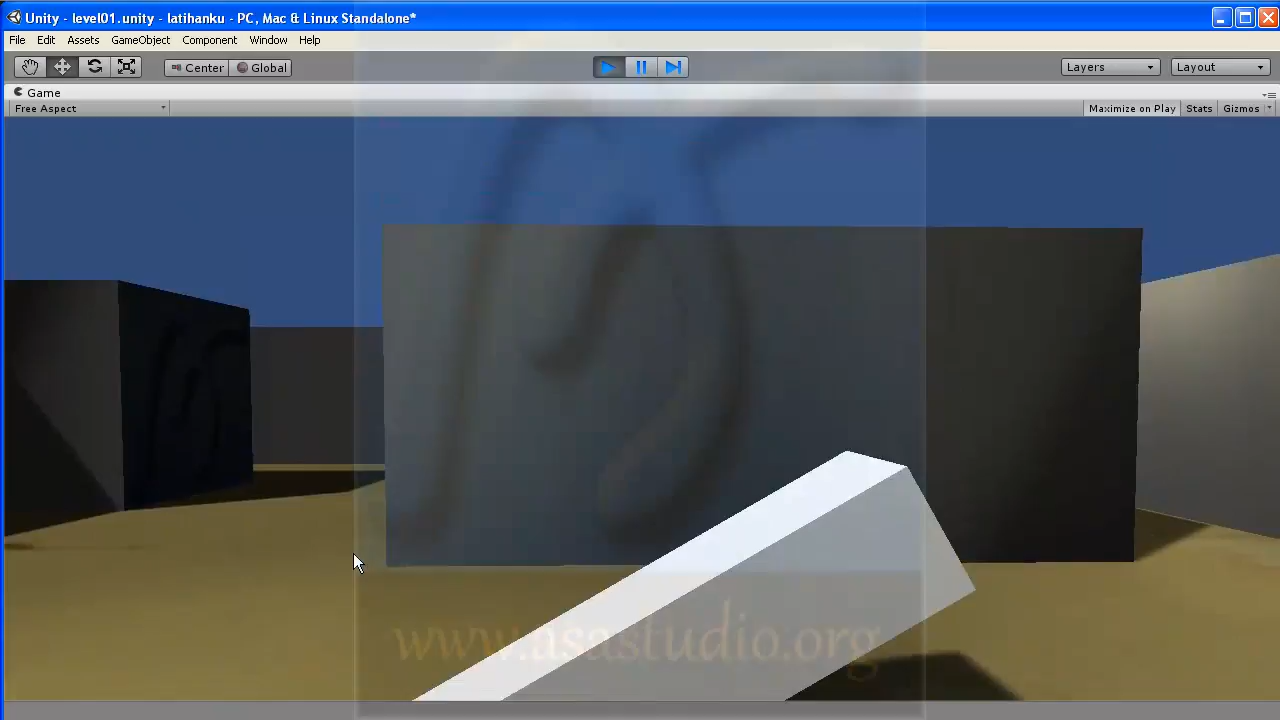 Unity - level01.unity - latihanku - PC, Mac & Linux Standalone*
File Edit Assets GameObject Component Window Help
Center Global Layers Layout
Game
Free Aspect Maximize on Play Stats Gizmos
www.asastudio.org